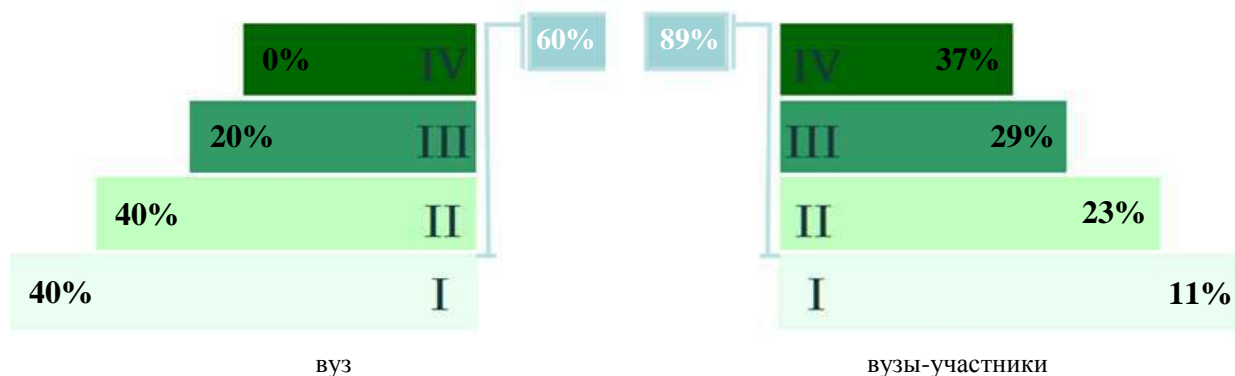 60% 89%
0% IV IV 37%
20% III III 29%
40% II II 23%
40% I I 11%
вуз вузы-участники